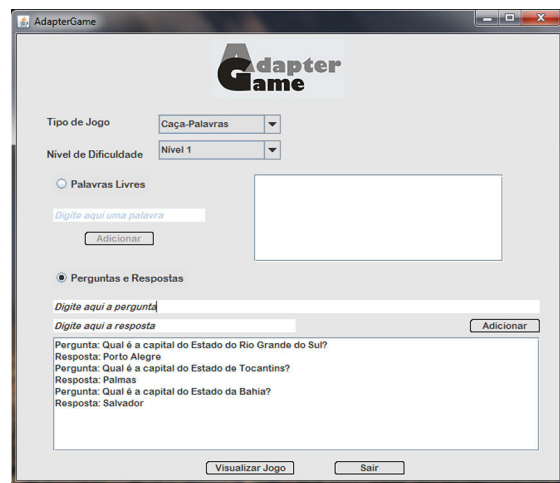 AdapterGame
Adapter
Game
Tipo de Jogo
Caça-Palavras
Nível de Dificuldade
Nível 1
Palavras Livres
Digite aqui uma palavra
Adicionar
Perguntas e Respostas
Digite aqui a pergunta
Digite aqui a resposta
Adicionar
Pergunta: Qual é a capital do Estado do Rio Grande do Sul?
Resposta: Porto Alegre
Pergunta: Qual é a capital do Estado de Tocantins?
Resposta: Palmas
Pergunta: Qual é a capital do Estado da Bahia?
Resposta: Salvador
Visualizar Jogo
Sair